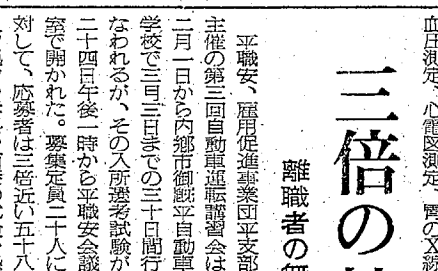 血圧測定、心電図測定、胃のX線
三倍の
離職者の無
平職安、雇用促進事業団平支部
主催の第三回自動車運転講習会は
二月一日から内郷市御厩平自動車
学校で三月三日までの三十日間行
なわれるが、その入所選考試験が
二十四日午後一時から平職安会議
室で開かれた。募集定員二十人に
対して、応募者は三倍近い五十八